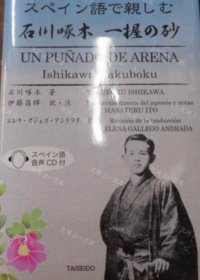 スペイン語で親しむ
石川啄木 一握の砂
UN PUÑADO DE ARENA
Ishikawa Takuboku
石川啄木 著
TAKUBOKU ISHIKAWA
伊藤昌輝 訳・注
Traducción directa del japonés y notas
MASATERU ITO
エレナ・ガジェゴ・アンドラダ
Revisión de la traducción
ELENA GALLEGO ANDRADA
スペイン語
音声CD付
TAISEIDO